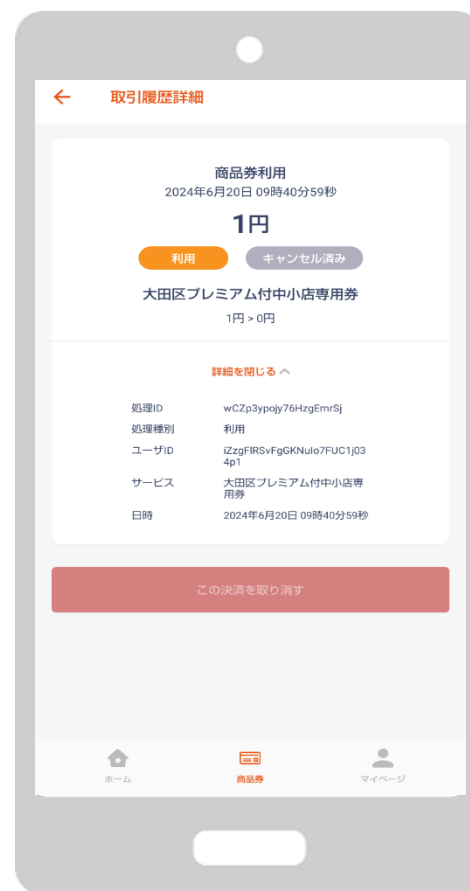 取引履歴詳細
商品券利用
2024年6月20日 09時40分59秒
1円
利用 キャンセル済み
大田区プレミアム付中小店専用券
1円 > 0円
詳細を閉じる
処理ID wCZp3ypojy76HzgEmrSj
処理種別 利用
ユーザID iZzgFlRSvFgGKNulo7FUC1j03
4p1
サービス 大田区プレミアム付中小店専
用券
日時 2024年6月20日 09時40分59秒
この決済を取り消す
ホーム 商品券 マイページ